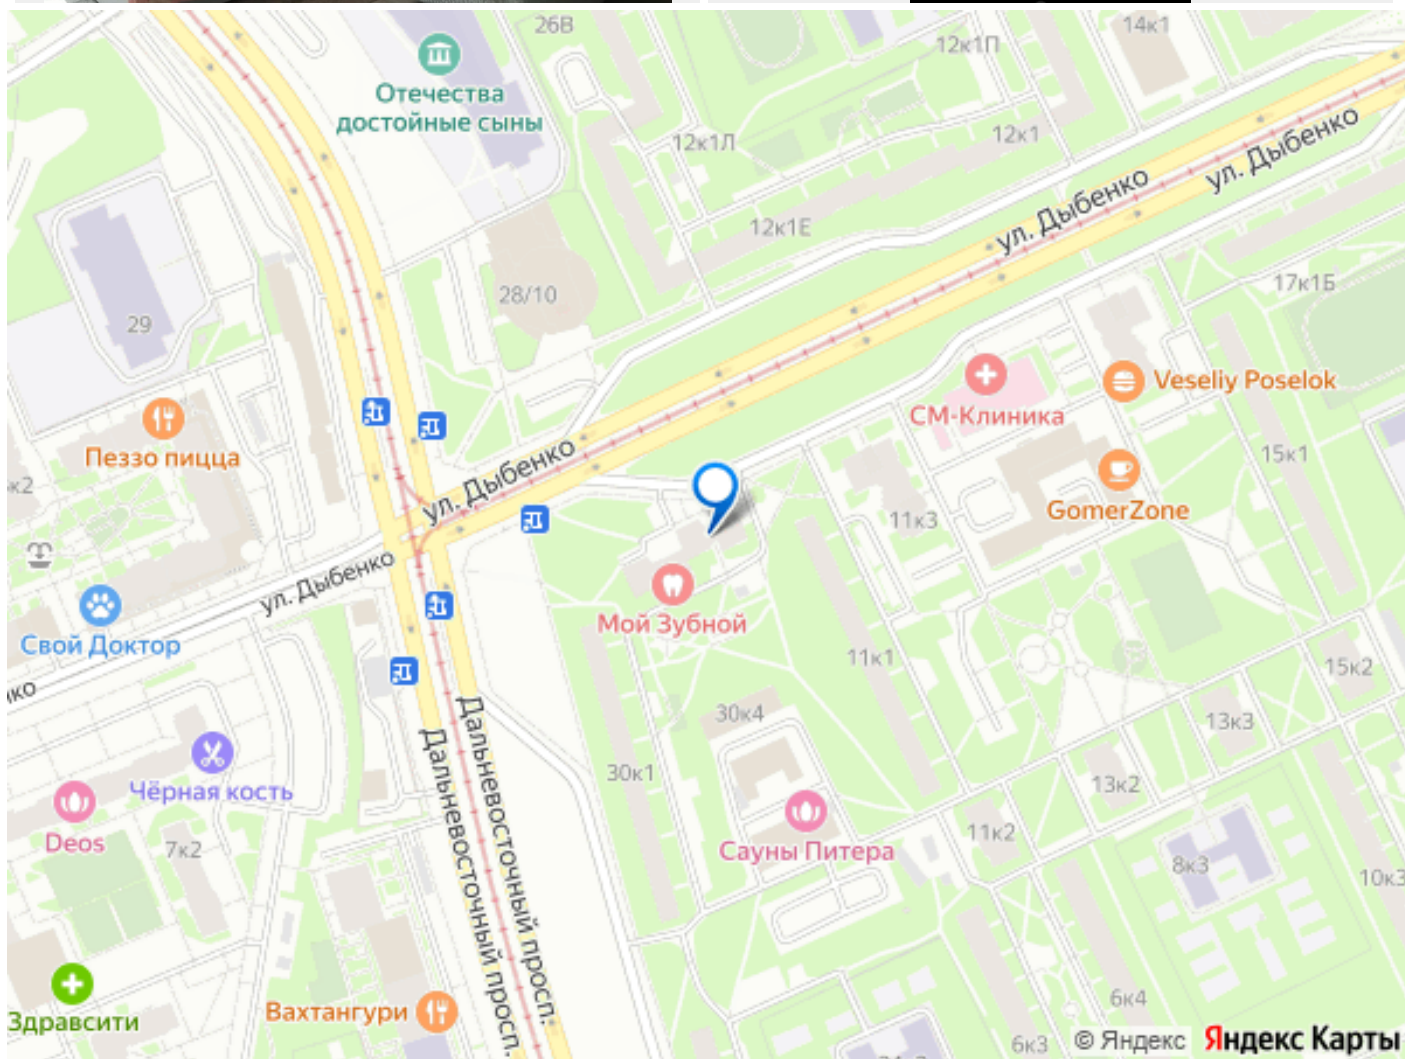 26В
12к1П
14к1
Отечества
достойные сыны
12к1Л
12к1
ул. Дыбенко
ул. Дыбенко
12к1Е
28/10
17к1Б
29
Veseliy Poselok
СМ-Клиника
Пеззо пицца
ул. Дыбенко
15к1
к2
GomerZone
11к3
ул. Дыбенко
Свой Доктор
Мой Зубной
11к1
15к2
ко
30к4
13к3
Дальневосточный просп.
Дальневосточный просп.
Чёрная кость
30к1
13к2
Deos
7к2
Сауны Питера
11к2
8к3
10к3
6к4
Вахтангури
Здравсити
6к3
© Яндекс Яндекс Карты